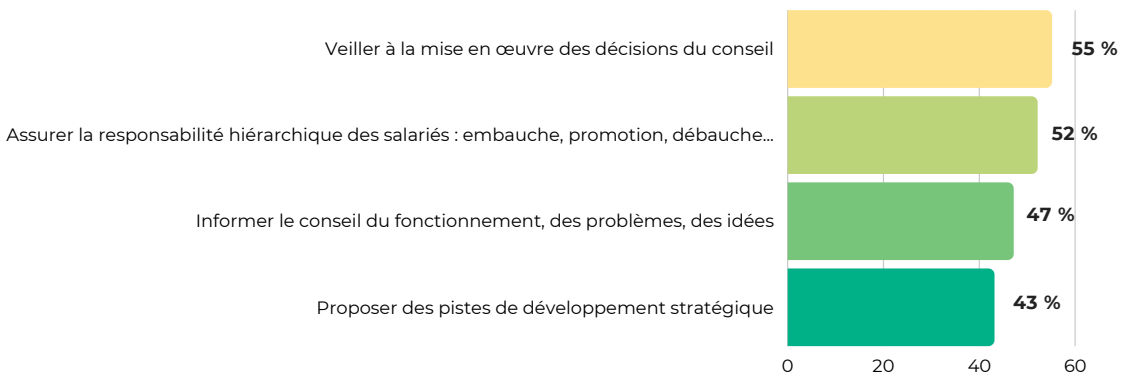 Veiller à la mise en œuvre des décisions du conseil
55 %
Assurer la responsabilité hiérarchique des salariés : embauche, promotion, débauche...
52 %
Informer le conseil du fonctionnement, des problèmes, des idées
47 %
Proposer des pistes de développement stratégique
43 %
0 20 40 60